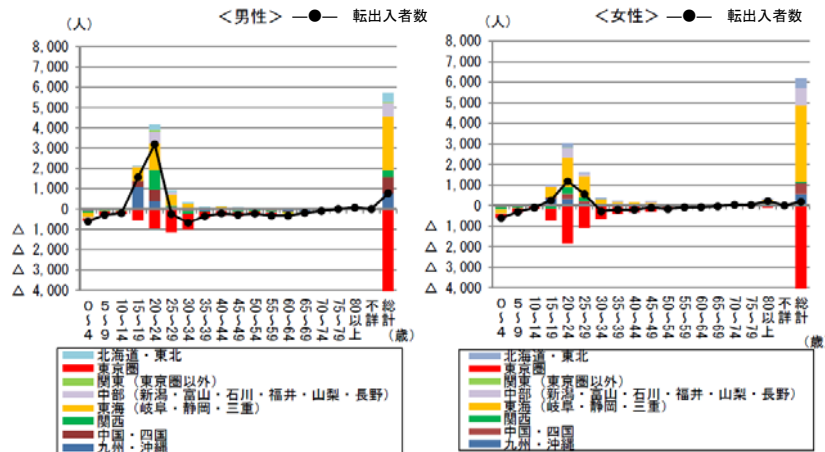 <男性> 転出入者数
(人)
8,000
7,000
6,000
5,000
4,000
3,000
2,000
1,000
0
△ 1,000
△ 2,000
△ 3,000
△ 4,000
0~4
5~9
10~14
15~19
20~24
25~29
30~34
35~39
40~44
45~49
50~54
55~59
60~64
65~69
70~74
75~79
80以上
不詳
総計
(歳)
北海道・東北
東京圏
関東(東京圏以外)
中部(新潟・富山・石川・福井・山梨・長野)
東海(岐阜・静岡・三重)
関西
中国・四国
九州・沖縄
<女性> 転出入者数
(人)
8,000
7,000
6,000
5,000
4,000
3,000
2,000
1,000
0
△ 1,000
△ 2,000
△ 3,000
△ 4,000
0~4
5~9
10~14
15~19
20~24
25~29
30~34
35~39
40~44
45~49
50~54
55~59
60~64
65~69
70~74
75~79
80以上
不詳
総計
(歳)
北海道・東北
東京圏
関東(東京圏以外)
中部(新潟・富山・石川・福井・山梨・長野)
東海(岐阜・静岡・三重)
関西
中国・四国
九州・沖縄